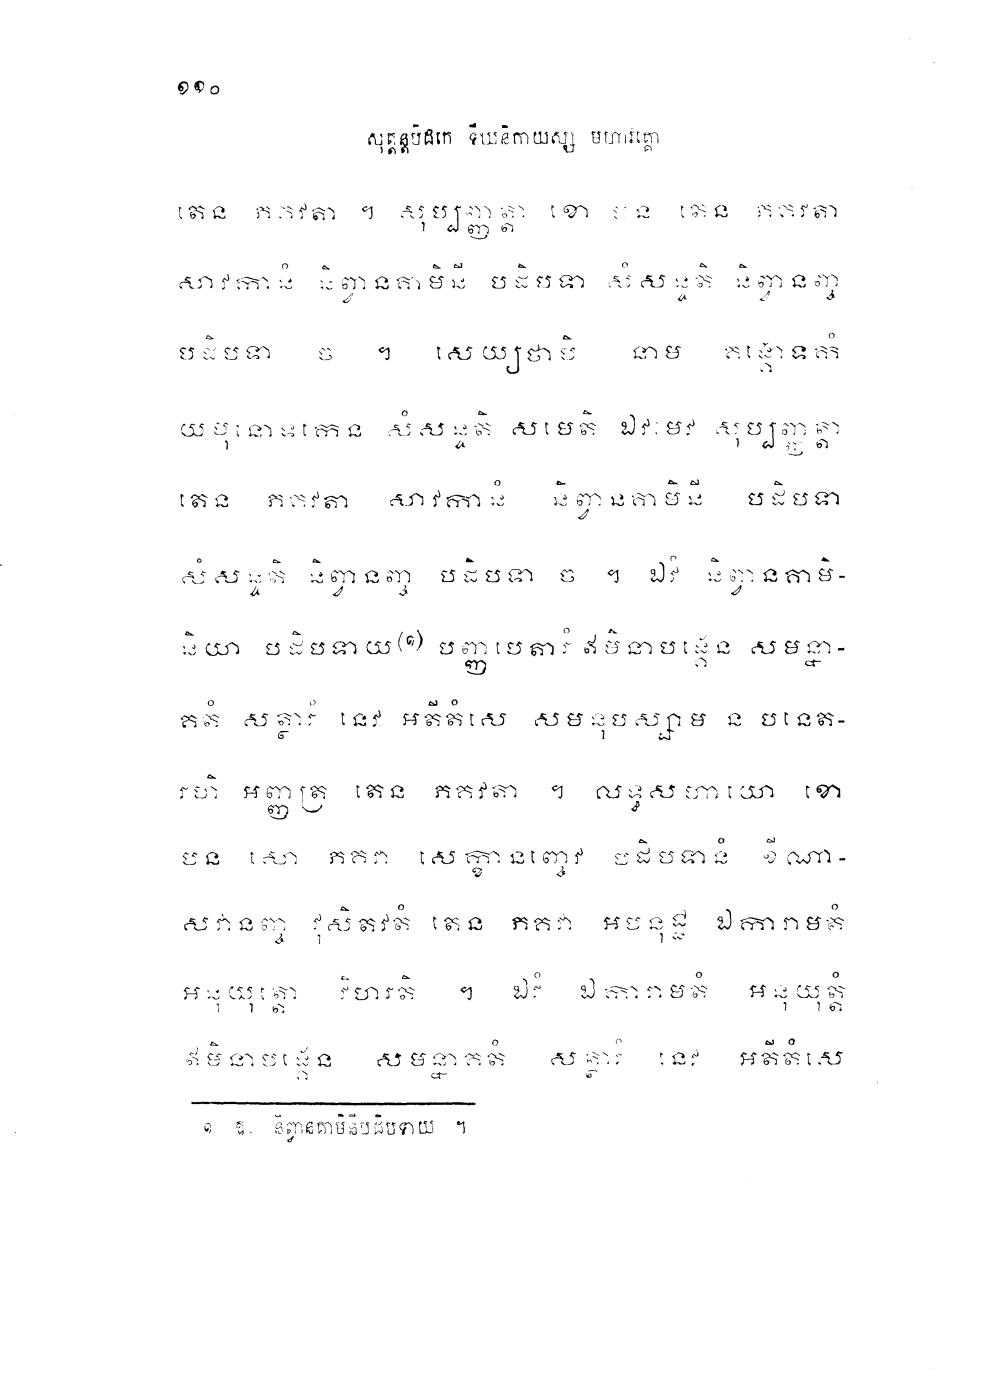 ១១០
សុត្តន្តបិដកេ ទីឃនិកាយស្ស មហាវគ្គោ
តេន ភគវតា ។ សុប្បញ្ញត្តា ខោ បន តេន ភគវតា
សាវកានំ និព្វានគាមិនី បដិបទា សំសន្ទតិ និព្វានញ្ច
បដិបទា ច ។ សេយ្យថាបិ នាម គង្គោទកំ
យមុនោទកេន សំសន្ទតិ សមេតិ ឯវមេវ សុប្បញ្ញត្តា
តេន ភគវតា សាវកានំ និព្វានគាមិនី បដិបទា
សំសន្ទតិ និព្វានញ្ច បដិបទា ច ។ ឯវំ និព្វានគាមិ-
និយា បដិបទាយ(១) បញ្ញាបេតារំ ឥមិនាបង្គេន សមន្នា-
គតំ សត្ថារំ នេវ អតីតំសេ សមនុបស្សាម ន បនេត-
រហិ អញ្ញត្រ តេន ភគវតា ។ លទ្ធសហាយោ ខោ
បន សោ ភគវា សេក្ខានញ្ចេវ បដិបទានំ ខីណា-
សវានញ្ច វុសិតវតំ តេន ភគវា អបនុជ្ជ ឯការាមតំ
អនុយុត្តោ វិហរតិ ។ ឯវំ ឯការាមតំ អនុយុត្តំ
ឥមិនាបង្គេន សមន្នាគតំ សត្ថារំ នេវ អតីតំសេ
១ ឱ. និព្វានគាមិនីបដិបទាយ ។